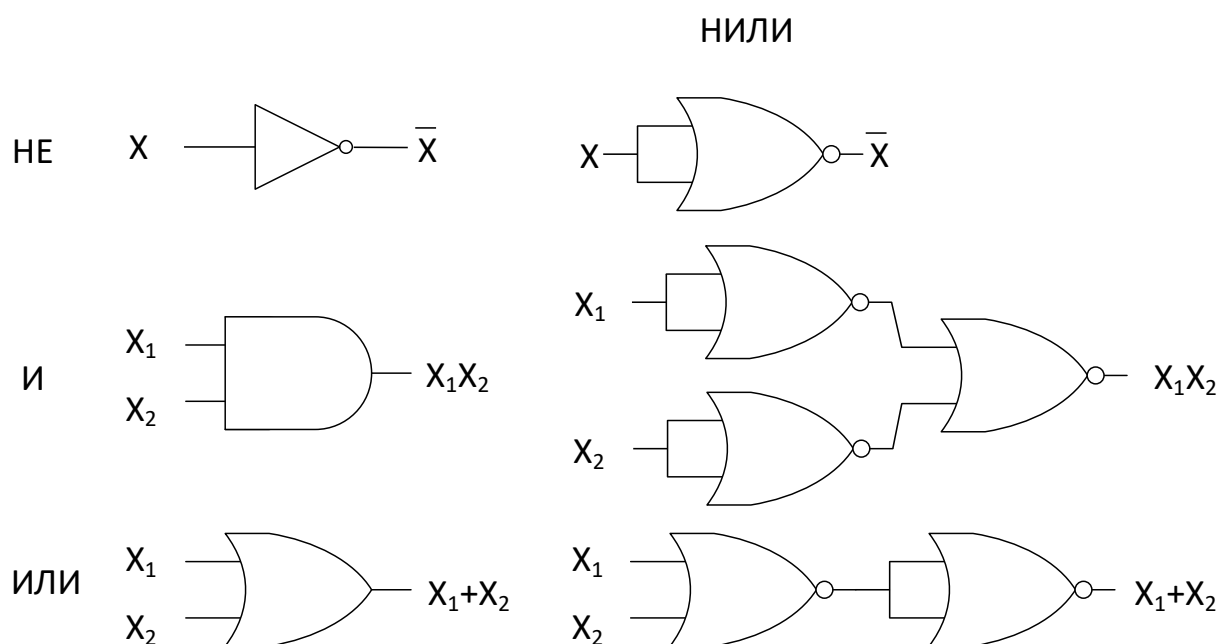 НИЛИ
НЕ X X̅ X X̅
X₁ X₁
И X₂ X₁X₂ X₂ X₁X₂
ИЛИ X₁ X₂ X₁+X₂ X₁ X₂ X₁+X₂